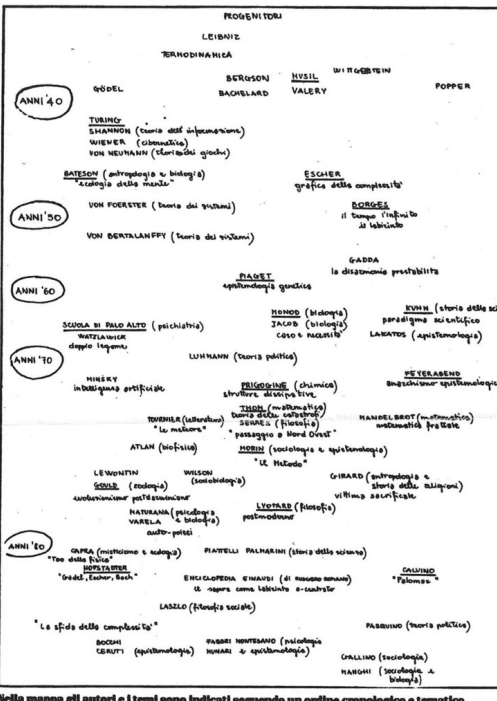 PROGENITORI
LEIBNIZ
TERMODINAMICA
BERGSON MUSIL WITTGENSTEIN
GÖDEL BACHELARD VALERY POPPER
ANNI '40
TURING
SHANNON (teoria dell'informazione)
WIENER (cibernetica)
VON NEUMANN (teoria dei giochi)
BATESON (antropologia e biologia) ESCHER
"ecologia della mente" grafica della complessità
ANNI '50
VON FOERSTER (teoria dei sistemi) BORGES
il tempo l'infinito
il labirinto
VON BERTALANFFY (teoria dei sistemi)
GADDA
la disarmonia prestabilita
ANNI '60
PIAGET
epistemologia genetica
MONOD (biologia) KUHN (storia della sci
JACOB (biologia) paradigma scientifico
SCUOLA DI PALO ALTO (psichiatria) caso e necessità LAKATOS (epistemologia)
WATZLAWICK
doppio legame
ANNI '70
LUHMANN (teoria politica)
MINSKY FEYERABEND
intelligenza artificiale PRIGOGINE (chimica) anarchismo epistemologico
strutture dissipative
THOM (matematica)
teoria delle catastrofi
TOURNIER (letteratura) SERRES (filosofia) MANDELBROT (matematica)
"Le meteore" "passaggio a Nord Ovest" matematica frattale
ATLAN (biofisica) MORIN (sociologia e epistemologia)
"Il Metodo"
LEWONTIN WILSON GIRARD (antropologia e
GOULD (zoologia) (sociobiologia) storia delle religioni)
evoluzionismo postdarwiniano vittima sacrificale
MATURANA (psicologia LYOTARD (filosofia)
VARELA e biologia) postmoderno
auto-poiesi
ANNI '80
CAPRA (misticismo e ecologia) PIATTELLI PALMARINI (storia della scienza)
"Tao della fisica" CALVINO
HOFSTADTER "Palomar"
"Gödel, Escher, Bach" ENCICLOPEDIA EINAUDI (di RUGGERO ROMANO)
il sapere come labirinto a-centrato
LASZLO (filosofia sociale)
"La sfida della complessità" PASQUINO (teoria politica)
BOCCHI FABBRI MONTESANO (psicologia
CERUTI (epistemologia) MUNARI e epistemologia)
GALLINO (sociologia)
MANGHI (sociologia e
biologia)
Nella mappa gli autori e i temi sono indicati seguendo un ordine cronologico e tematico